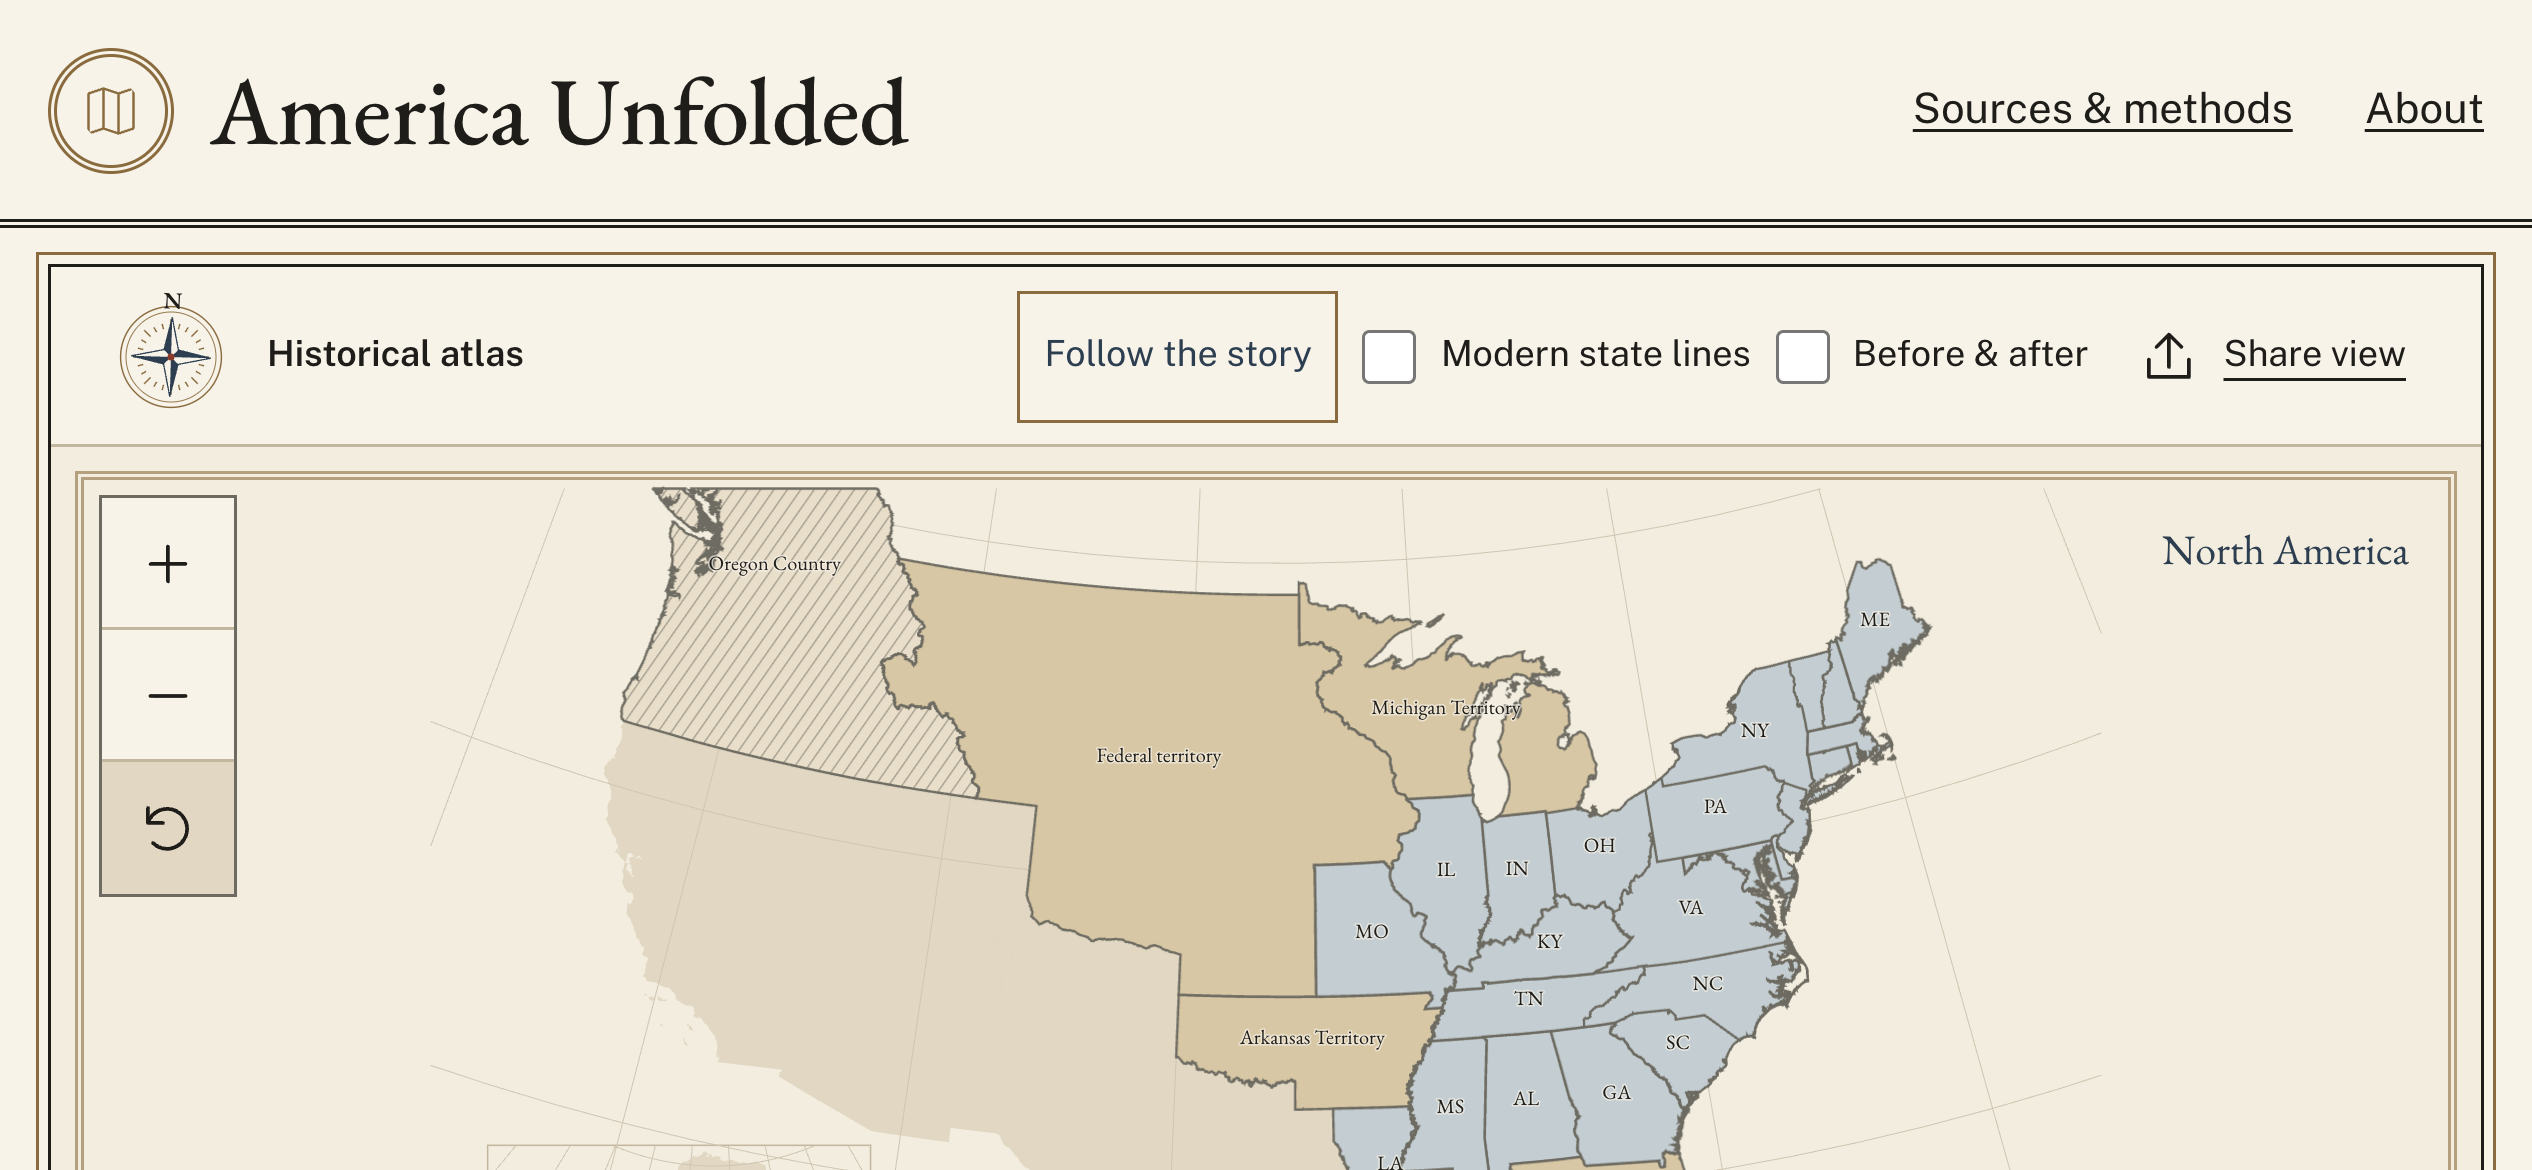 America Unfolded
Sources & methods
About
N
Historical atlas
Follow the story
Modern state lines
Before & after
Share view
North America
Oregon Country
ME
Michigan Territory
NY
Federal territory
PA
OH
IL
IN
VA
MO
KY
NC
TN
Arkansas Territory
SC
GA
AL
MS
LA